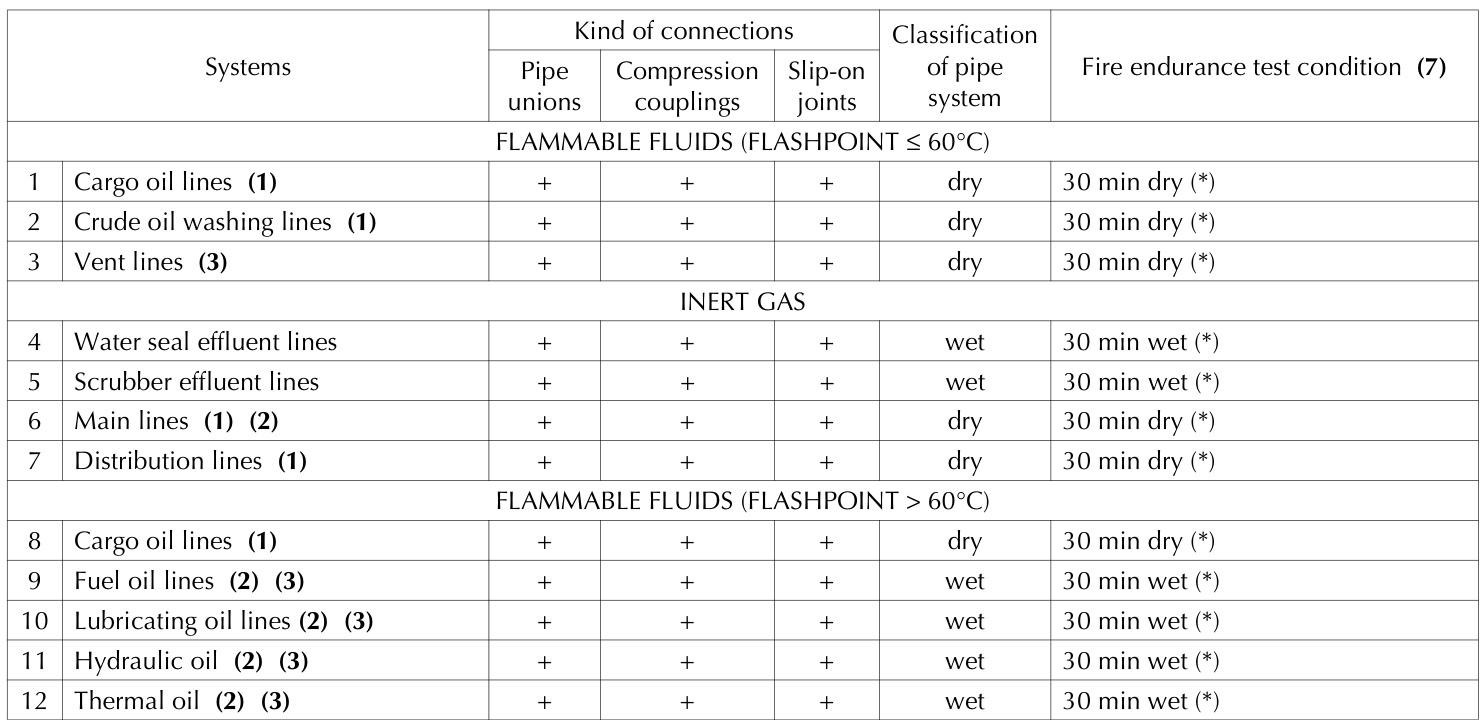 Systems Kind of connections Classification of pipe system Fire endurance test condition (7)
Pipe unions Compression couplings Slip-on joints
FLAMMABLE FLUIDS (FLASHPOINT ≤ 60°C)
1 Cargo oil lines (1) + + + dry 30 min dry (*)
2 Crude oil washing lines (1) + + + dry 30 min dry (*)
3 Vent lines (3) + + + dry 30 min dry (*)
INERT GAS
4 Water seal effluent lines + + + wet 30 min wet (*)
5 Scrubber effluent lines + + + wet 30 min wet (*)
6 Main lines (1) (2) + + + dry 30 min dry (*)
7 Distribution lines (1) + + + dry 30 min dry (*)
FLAMMABLE FLUIDS (FLASHPOINT > 60°C)
8 Cargo oil lines (1) + + + dry 30 min dry (*)
9 Fuel oil lines (2) (3) + + + wet 30 min wet (*)
10 Lubricating oil lines (2) (3) + + + wet 30 min wet (*)
11 Hydraulic oil (2) (3) + + + wet 30 min wet (*)
12 Thermal oil (2) (3) + + + wet 30 min wet (*)